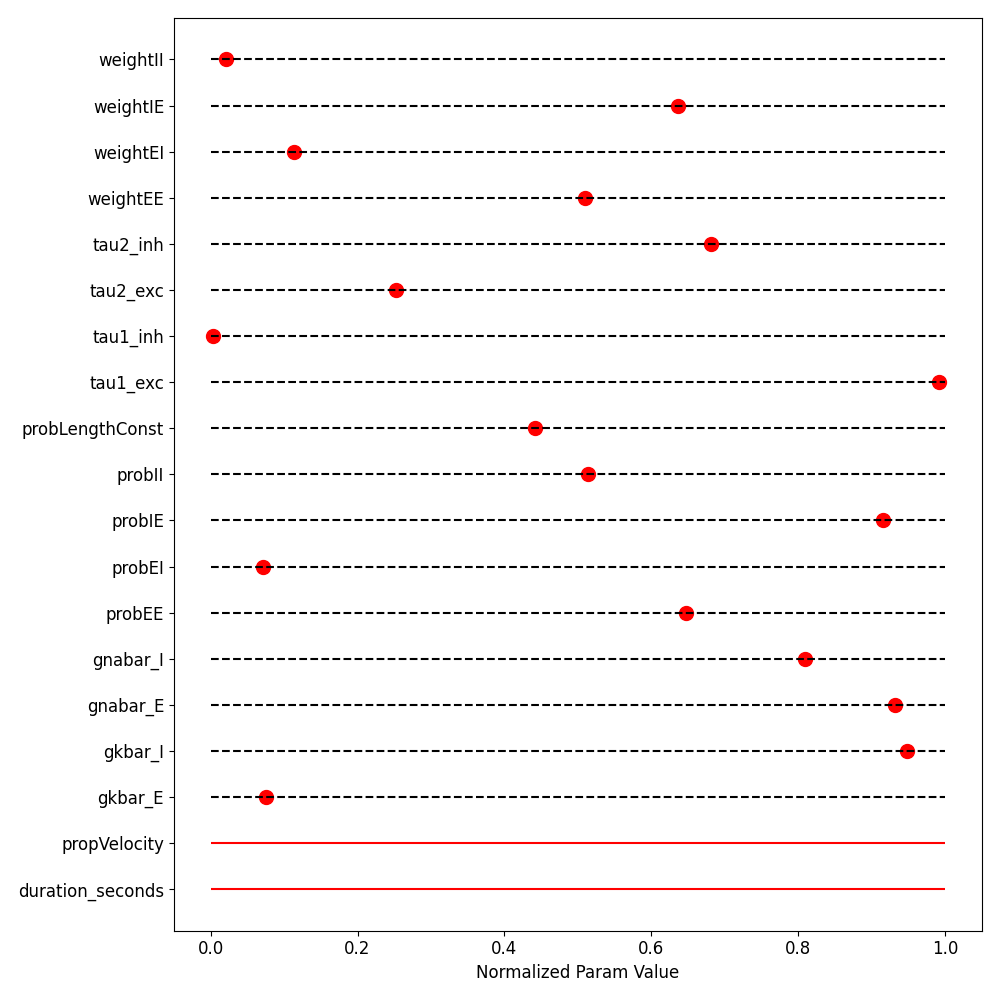 weightII
weightIE
weightEI
weightEE
tau2_inh
tau2_exc
tau1_inh
tau1_exc
probLengthConst
probII
probIE
probEI
probEE
gnabar_I
gnabar_E
gkbar_I
gkbar_E
propVelocity
duration_seconds
0.0 0.2 0.4 0.6 0.8 1.0
Normalized Param Value